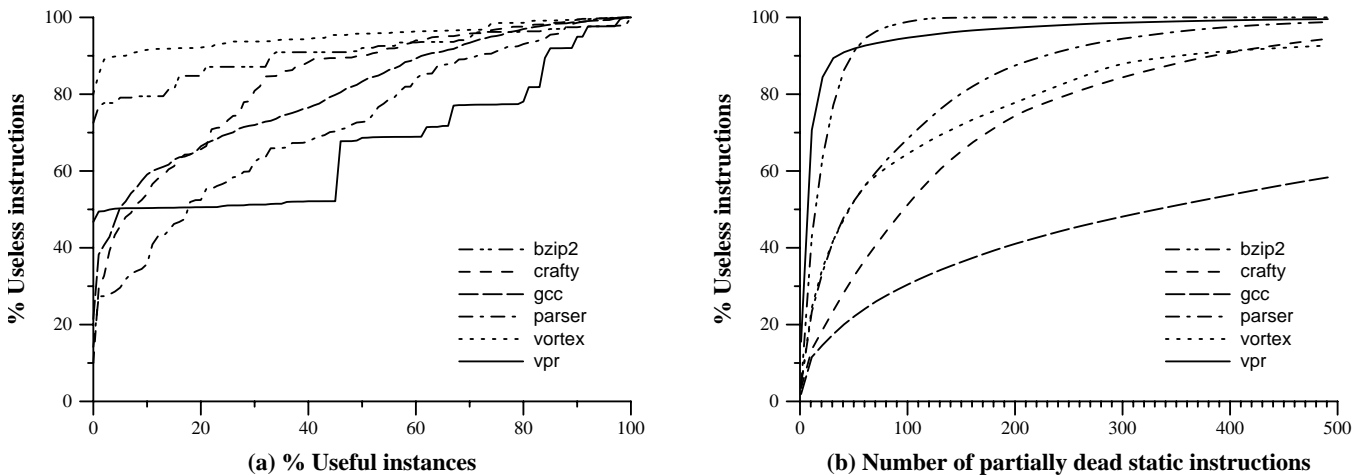 % Useless instructions
100
80
60
40
20
0
0 20 40 60 80 100
bzip2
crafty
gcc
parser
vortex
vpr
(a) % Useful instances
% Useless instructions
100
80
60
40
20
0
0 100 200 300 400 500
bzip2
crafty
gcc
parser
vortex
vpr
(b) Number of partially dead static instructions